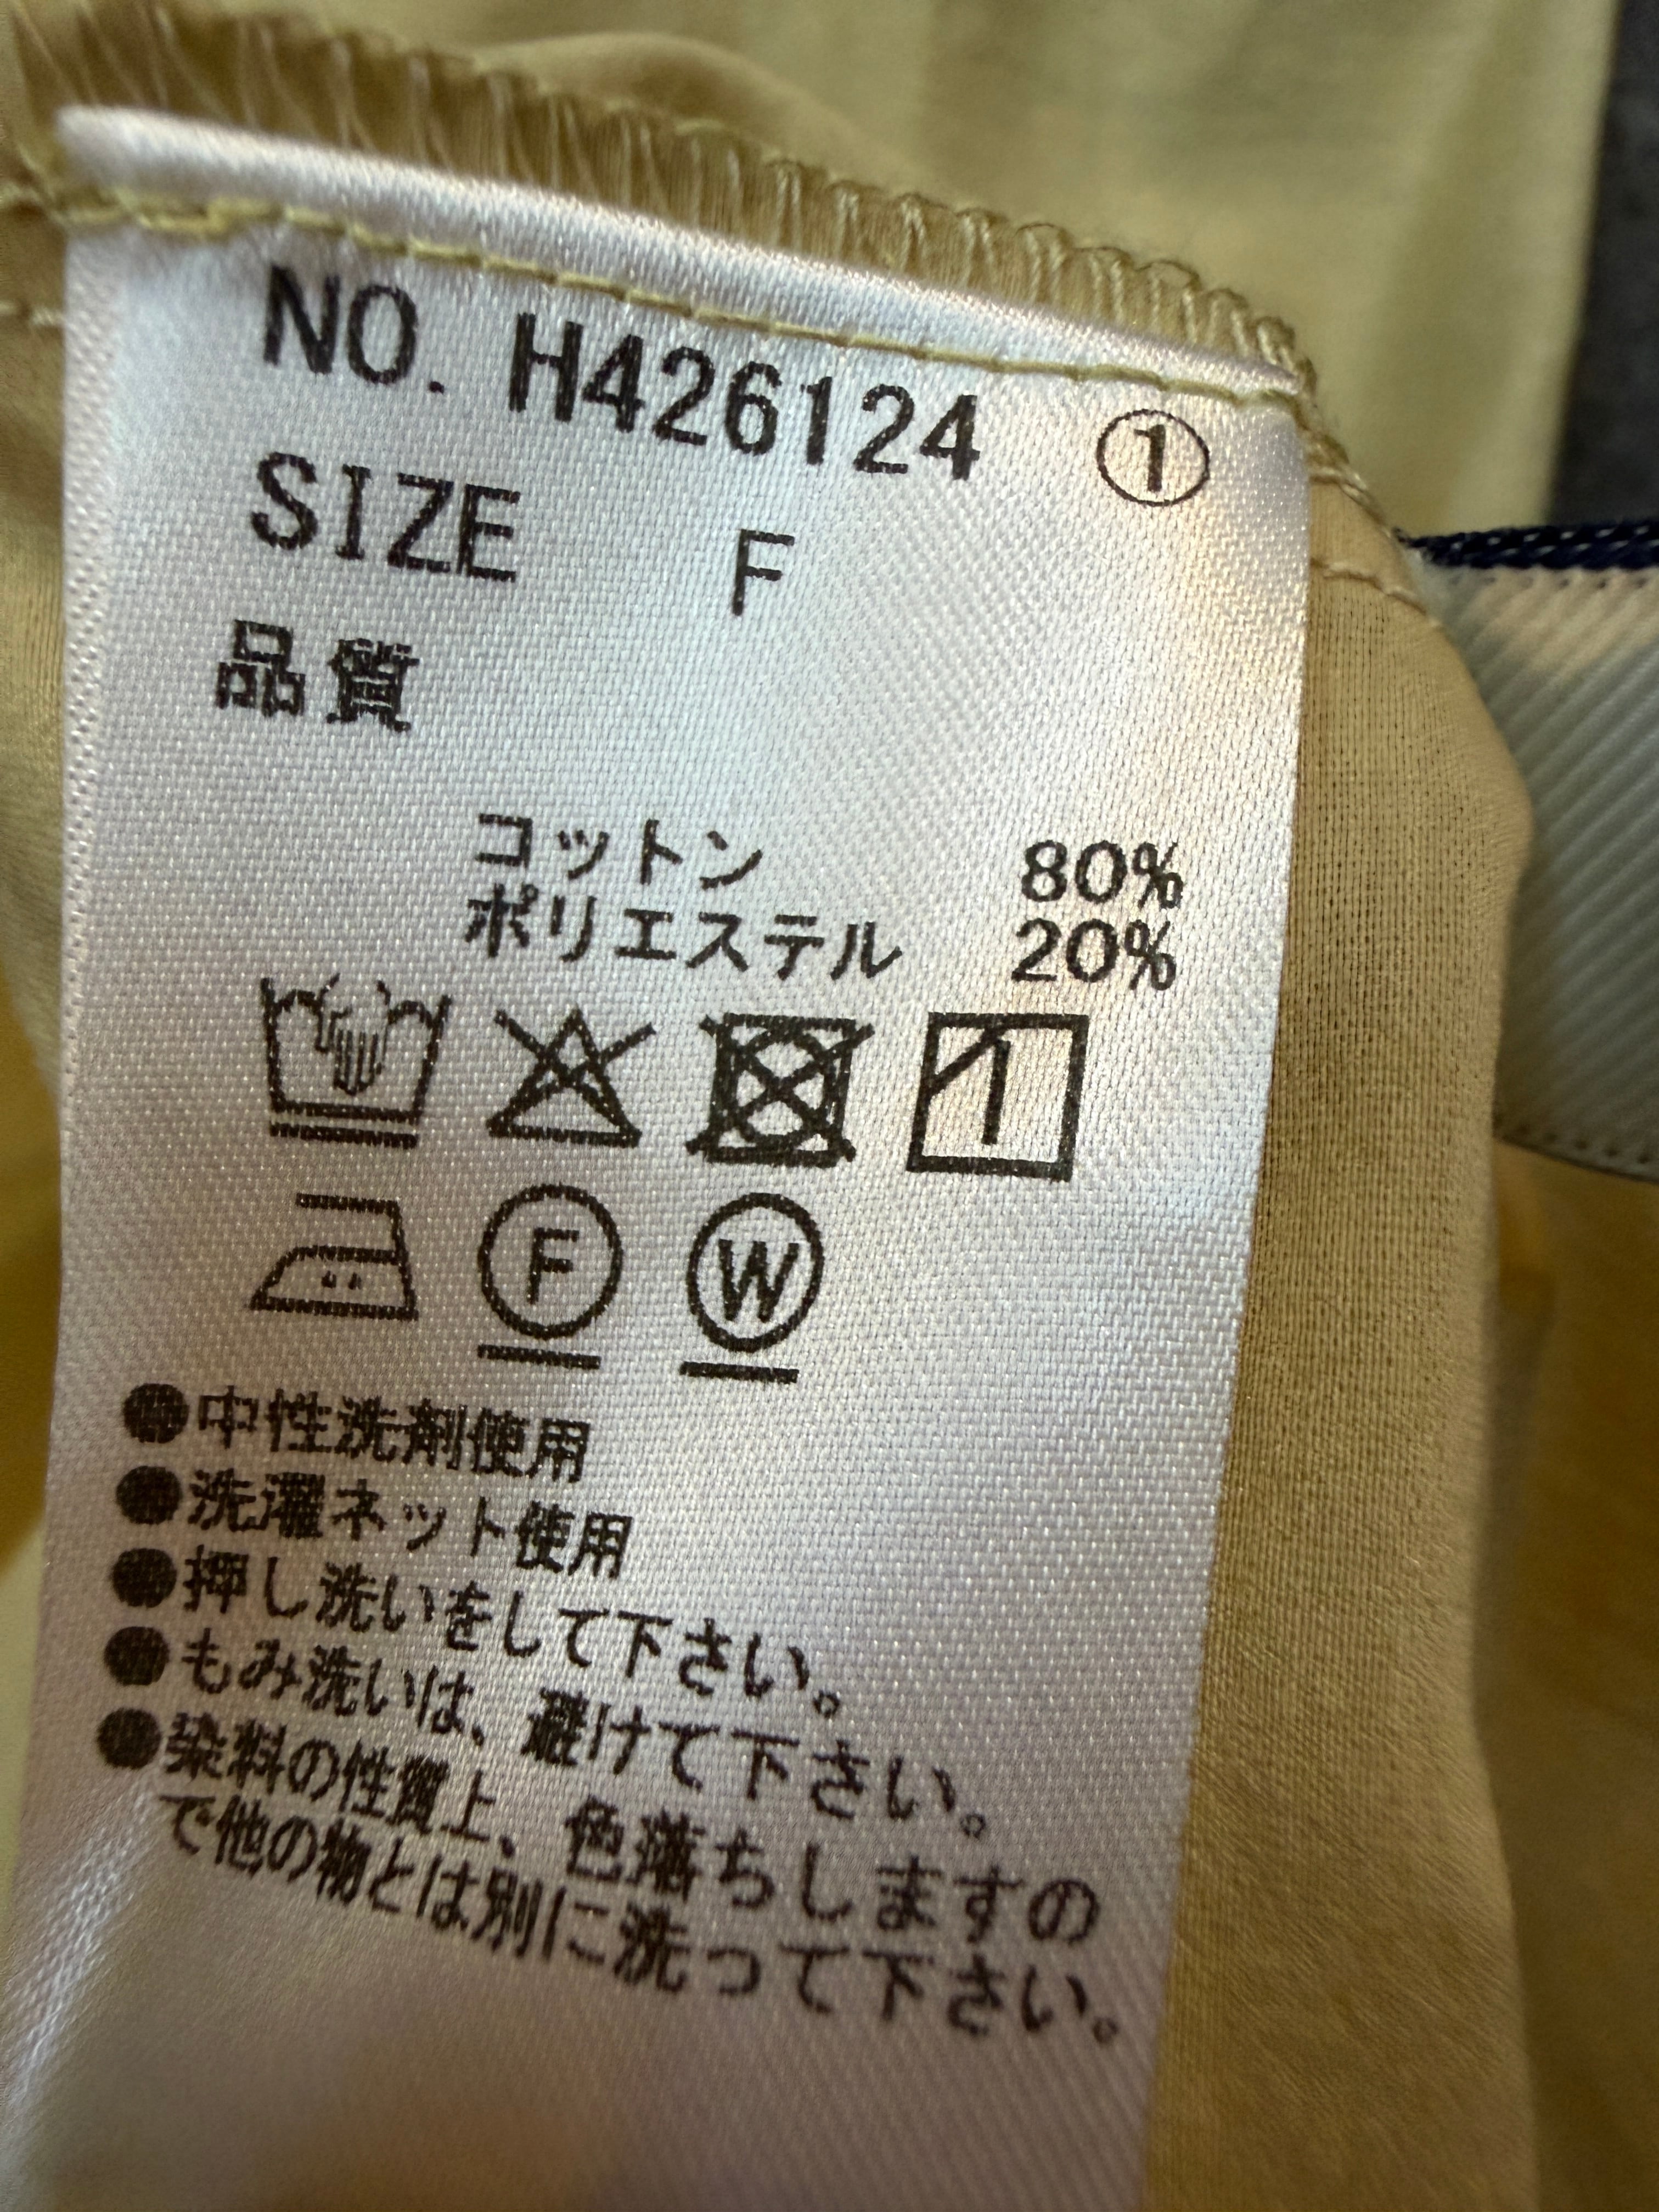 NO. H426124 ①
SIZE F
品質
コットン 80%
ポリエステル 20%
F W
●中性洗剤使用
●洗濯ネット使用
●押し洗いをして下さい。
●もみ洗いは、避けて下さい。
●染料の性質上、色落ちしますの
で他の物とは別に洗って下さい。